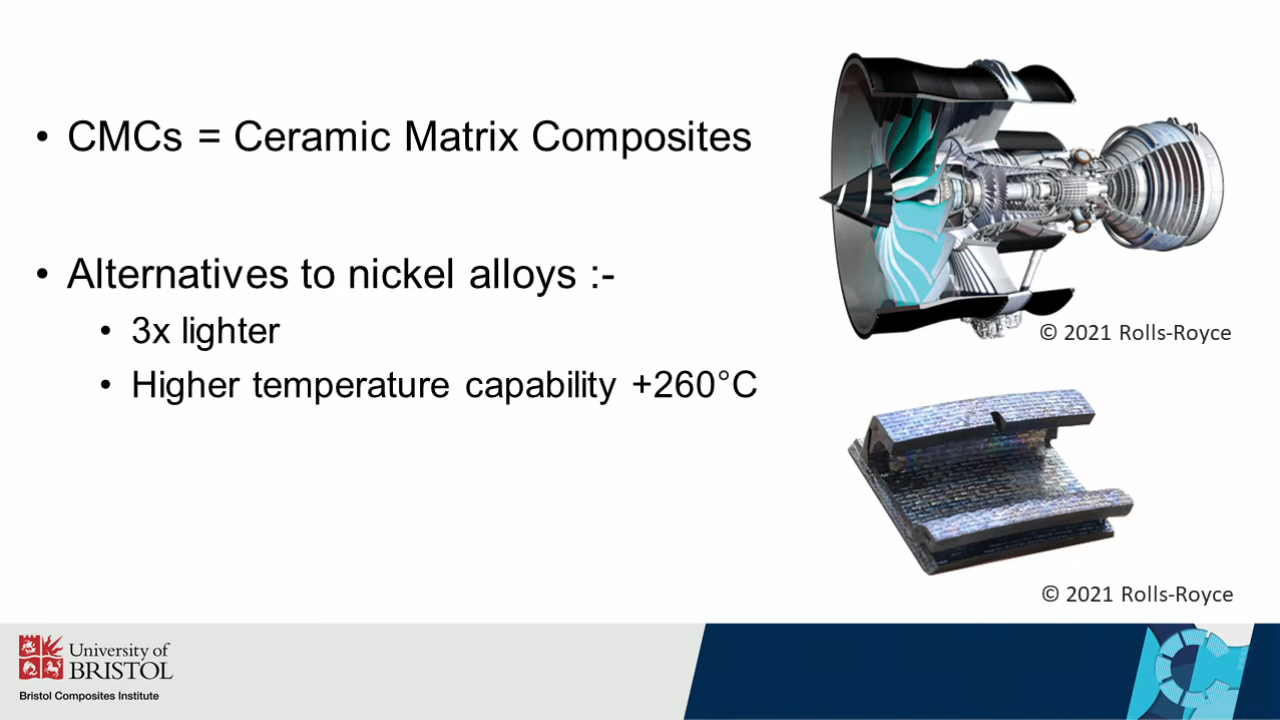 • CMCs = Ceramic Matrix Composites
• Alternatives to nickel alloys :-
• 3x lighter
• Higher temperature capability +260°C
© 2021 Rolls-Royce
© 2021 Rolls-Royce
University of
BRISTOL
Bristol Composites Institute